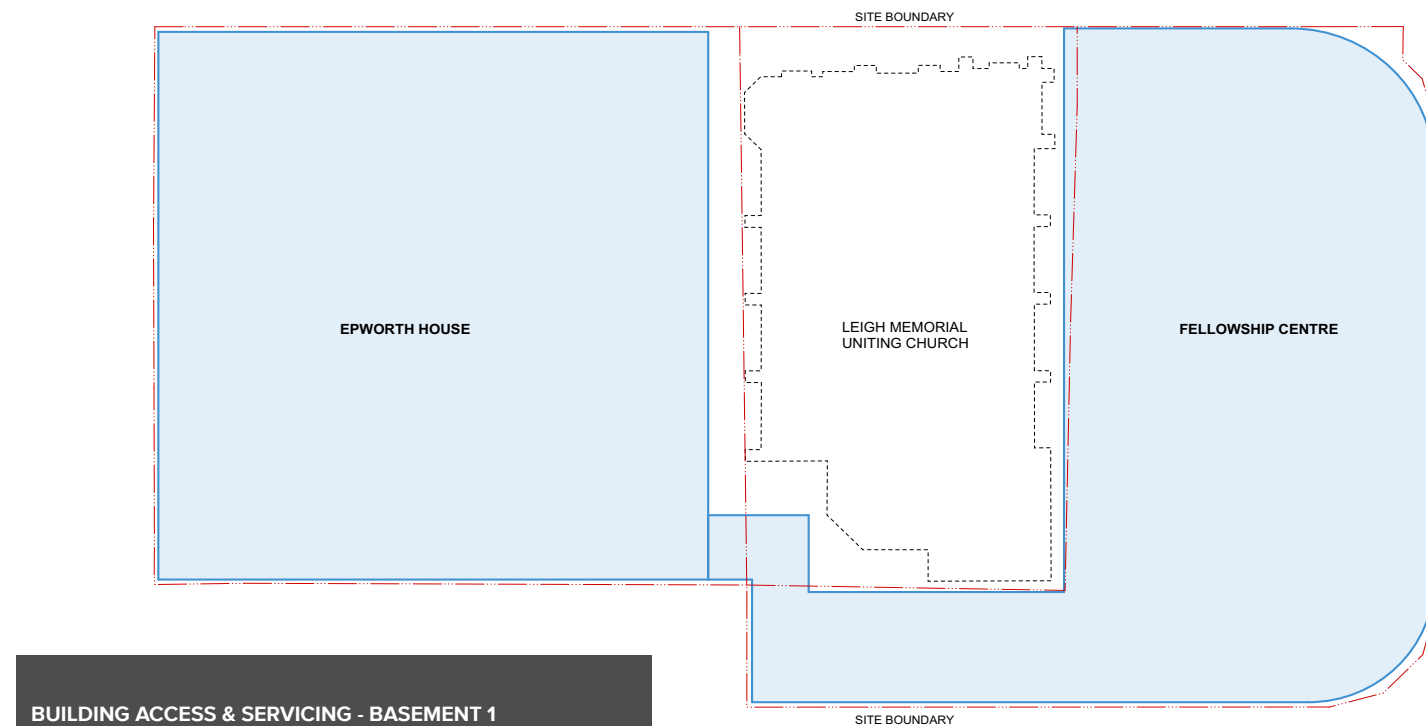 SITE BOUNDARY
EPWORTH HOUSE
LEIGH MEMORIAL
UNITING CHURCH
FELLOWSHIP CENTRE
BUILDING ACCESS & SERVICING - BASEMENT 1
SITE BOUNDARY